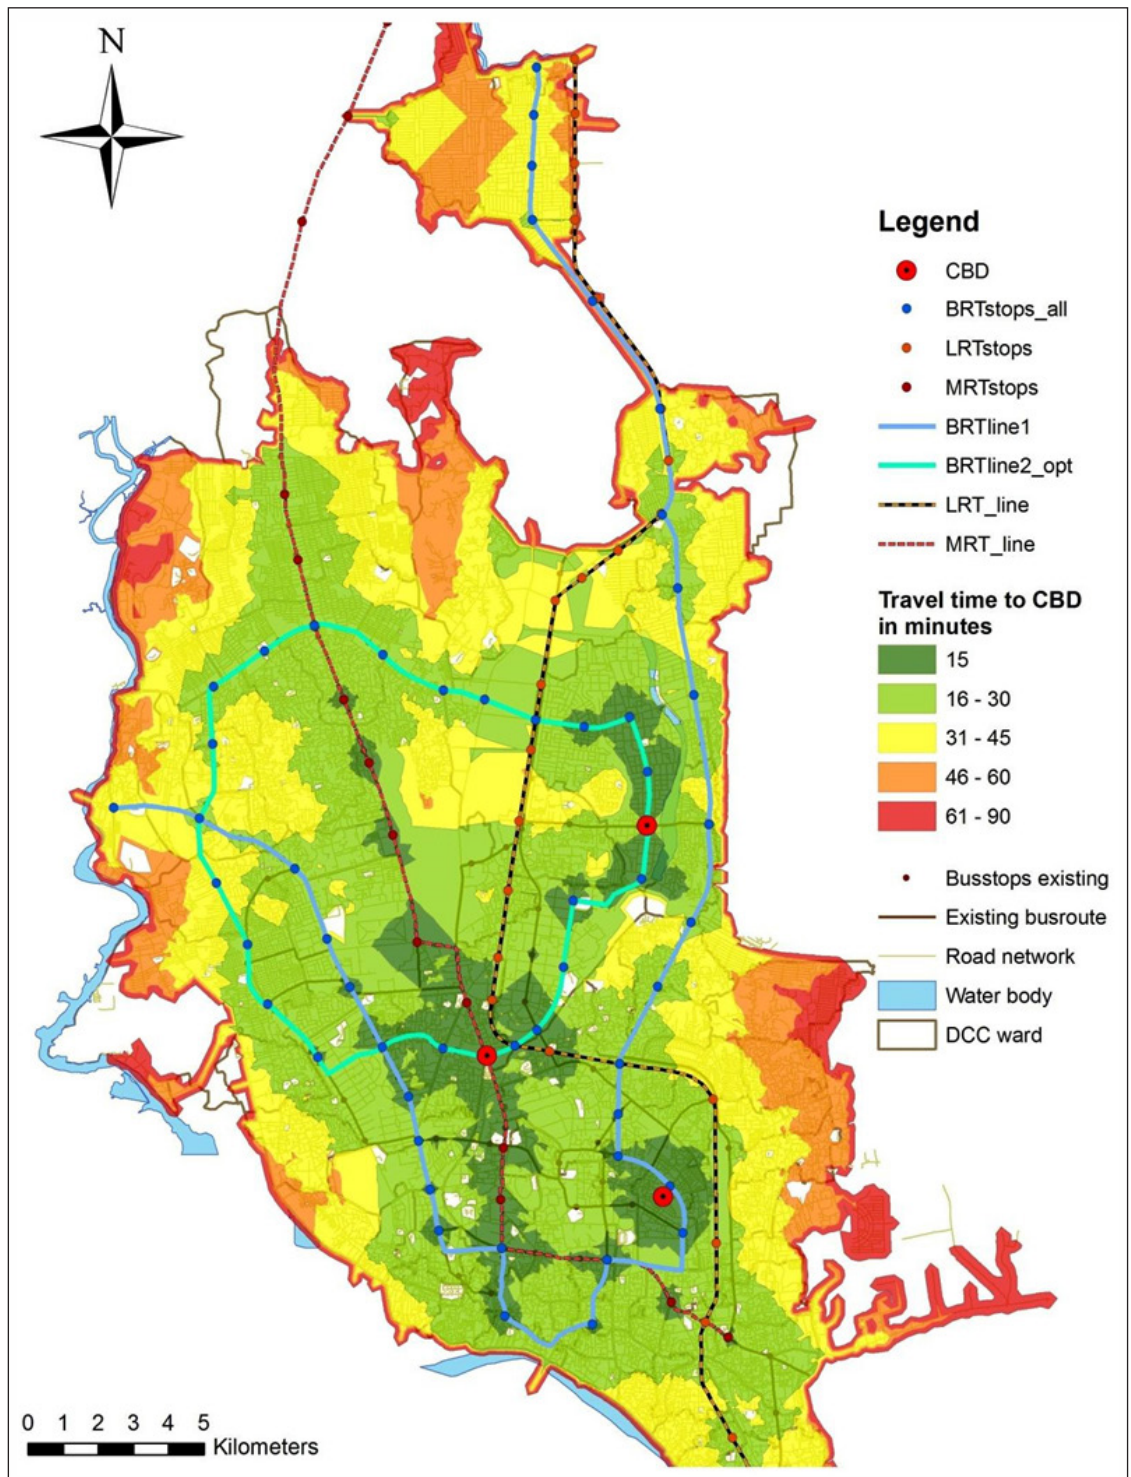 N
Legend
CBD
BRTstops_all
LRTstops
MRTstops
BRTline1
BRTline2_opt
LRT_line
MRT_line
Travel time to CBD
in minutes
15
16 - 30
31 - 45
46 - 60
61 - 90
Busstops existing
Existing busroute
Road network
Water body
DCC ward
0 1 2 3 4 5
Kilometers